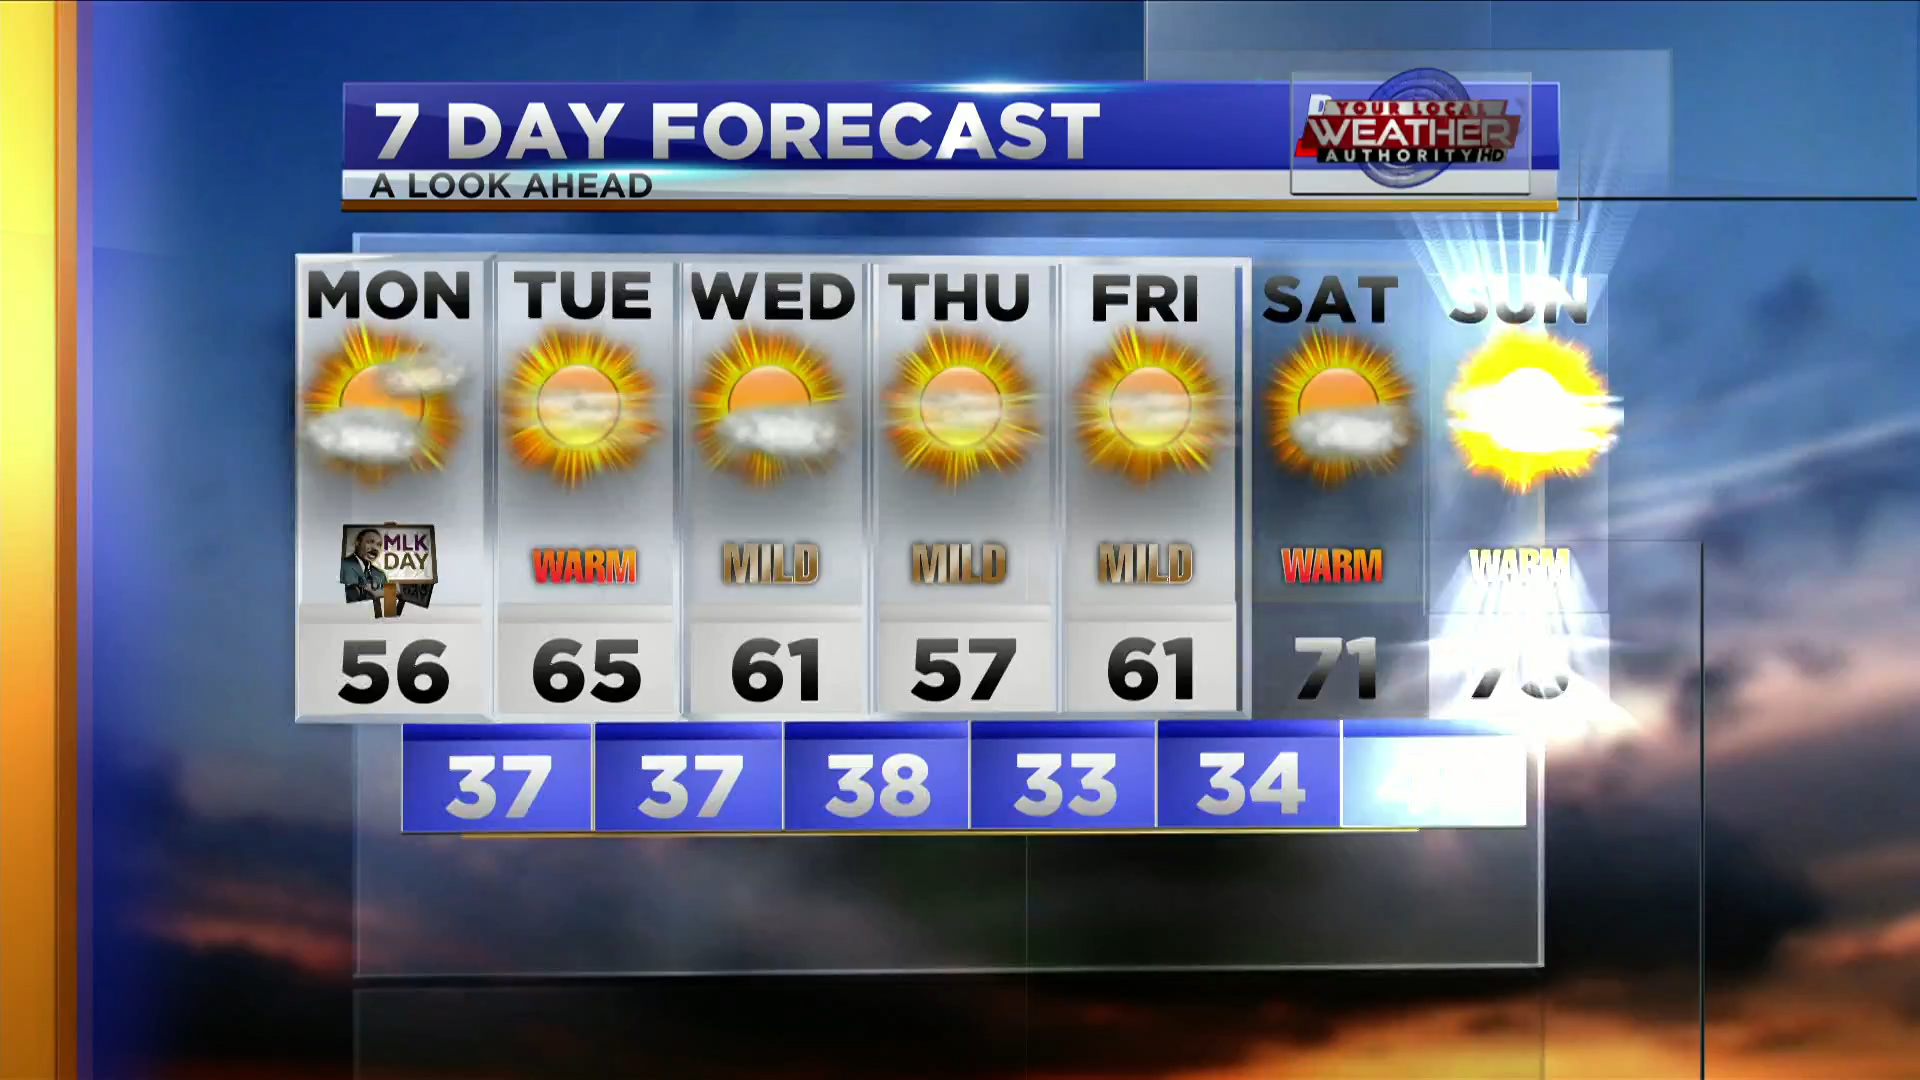 7 DAY FORECAST
YOUR LOCAL
WEATHER
AUTHORITY HD
A LOOK AHEAD
MON TUE WED THU FRI SAT SUN
MLK
DAY
WARM MILD MILD MILD WARM WARM
56 65 61 57 61 71
37 37 38 33 34